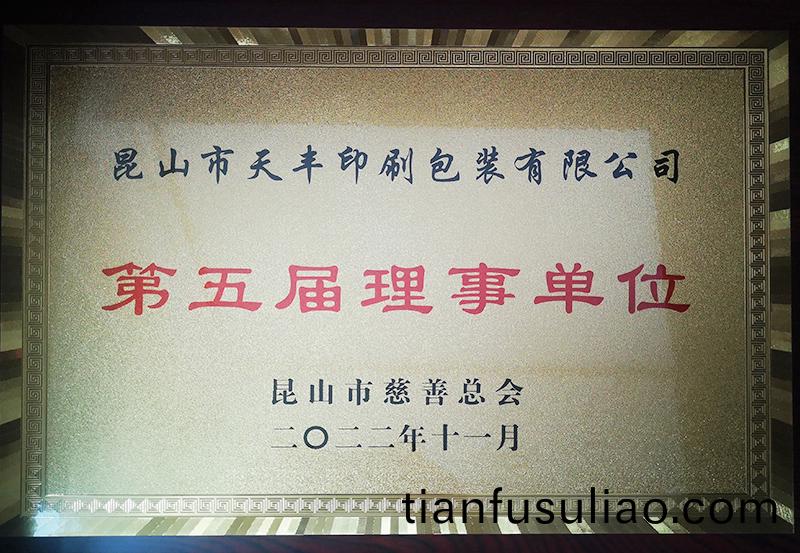 昆山市天丰印刷包装有限公司
第五届理事单位
昆山市慈善总会
二〇二二年十一月
tianfusuliao.com